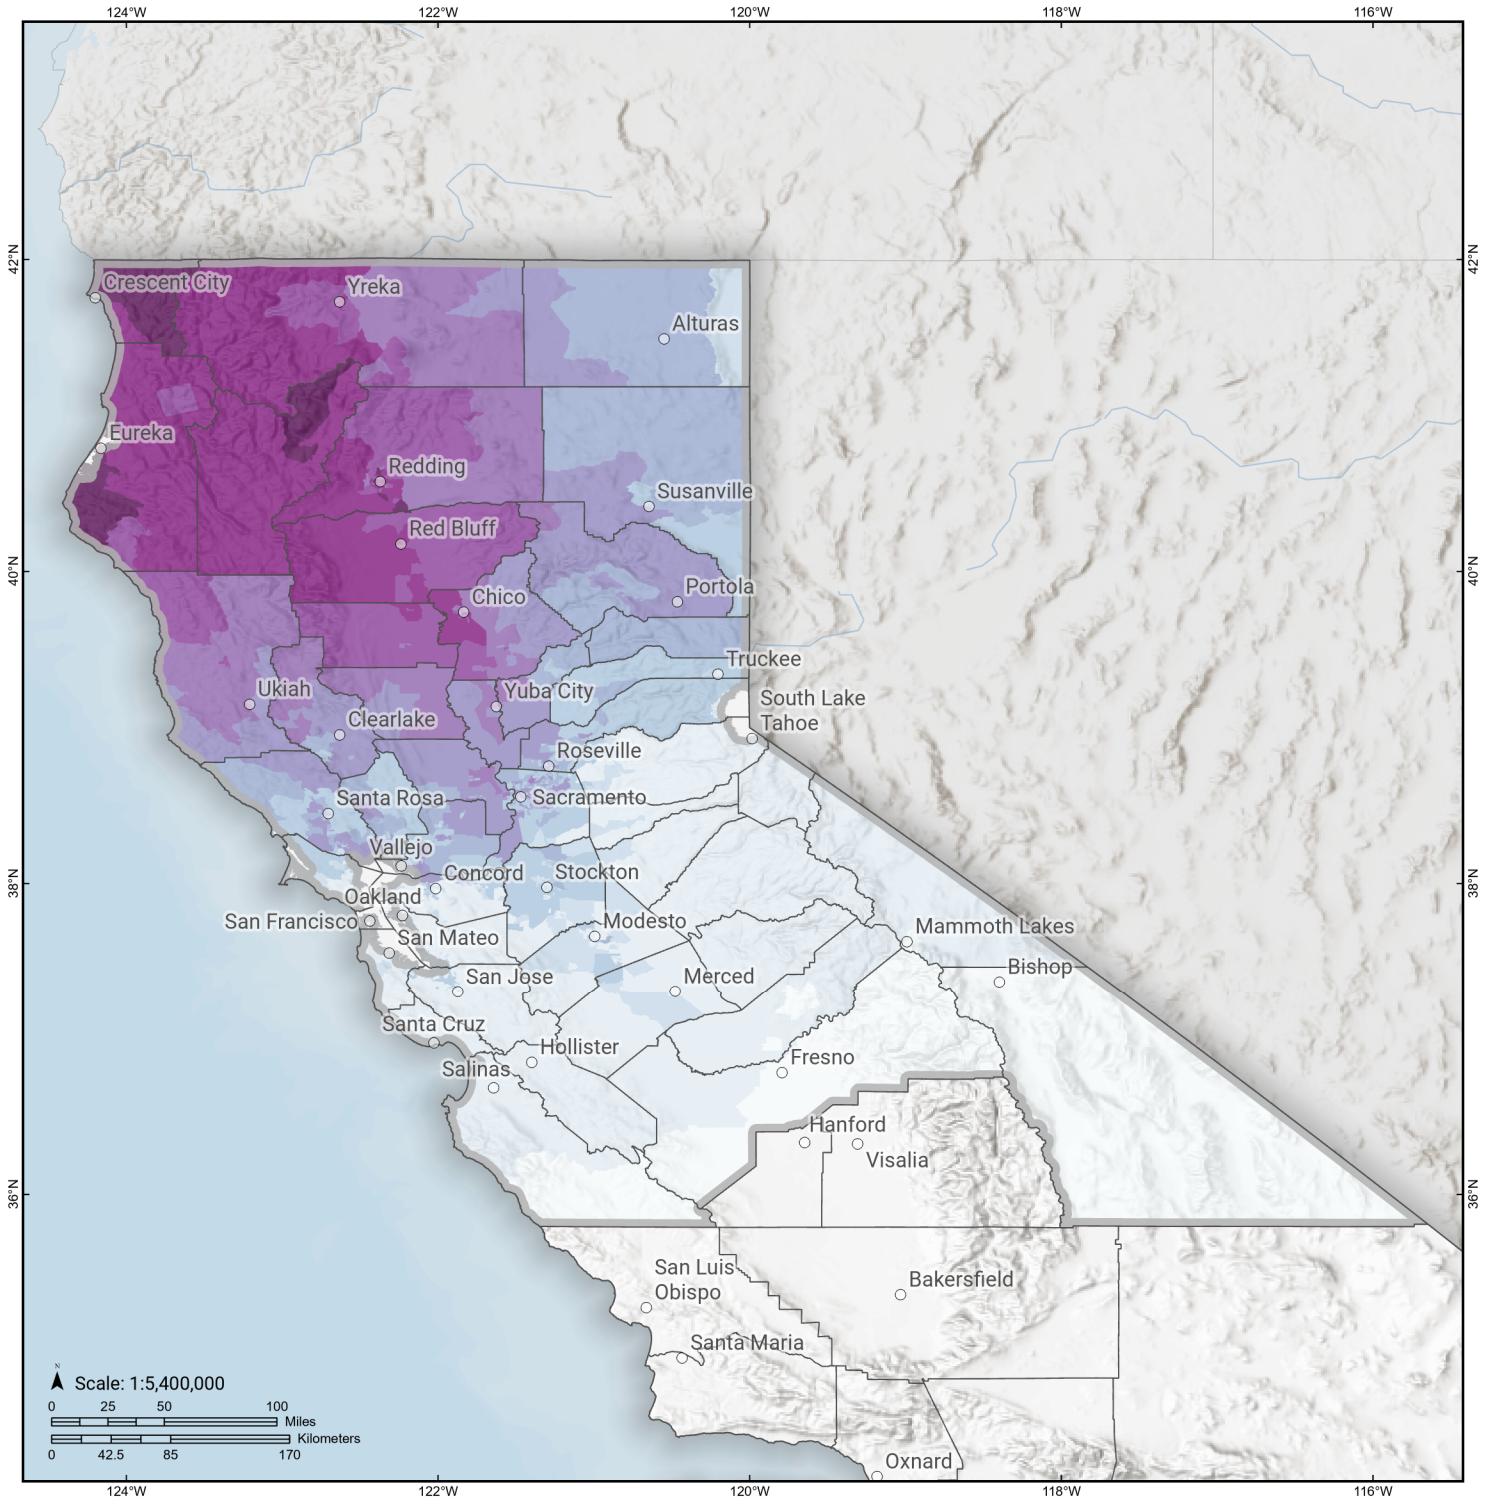 124°W
122°W
120°W
118°W
116°W
42°N
42°N
Crescent City
Yreka
Alturas
Eureka
Redding
Susanville
Red Bluff
40°N
40°N
Chico
Portola
Truckee
Ukiah
Yuba City
South Lake
Tahoe
Clearlake
Roseville
Santa Rosa
Sacramento
Vallejo
38°N
38°N
Concord
Stockton
Oakland
San Francisco
Modesto
Mammoth Lakes
San Mateo
Bishop
San Jose
Merced
Santa Cruz
Hollister
Fresno
Salinas
Hanford
Visalia
36°N
36°N
San Luis
Obispo
Bakersfield
Santa Maria
N
Scale: 1:5,400,000
0 25 50 100
Miles
Kilometers
0 42.5 85 170
Oxnard
124°W
122°W
120°W
118°W
116°W